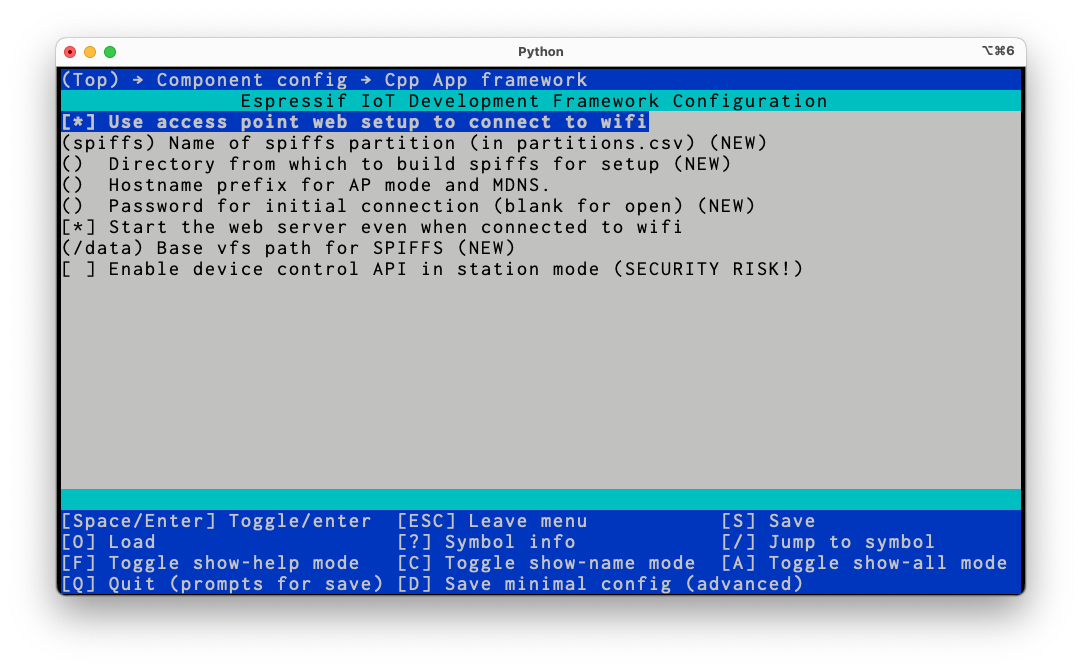 Python ⌥⌘6
(Top) → Component config → Cpp App framework
Espressif IoT Development Framework Configuration
[*] Use access point web setup to connect to wifi
(spiffs) Name of spiffs partition (in partitions.csv) (NEW)
() Directory from which to build spiffs for setup (NEW)
() Hostname prefix for AP mode and MDNS.
() Password for initial connection (blank for open) (NEW)
[*] Start the web server even when connected to wifi
(/data) Base vfs path for SPIFFS (NEW)
[ ] Enable device control API in station mode (SECURITY RISK!)
[Space/Enter] Toggle/enter [ESC] Leave menu [S] Save
[O] Load [?] Symbol info [/] Jump to symbol
[F] Toggle show-help mode [C] Toggle show-name mode [A] Toggle show-all mode
[Q] Quit (prompts for save) [D] Save minimal config (advanced)